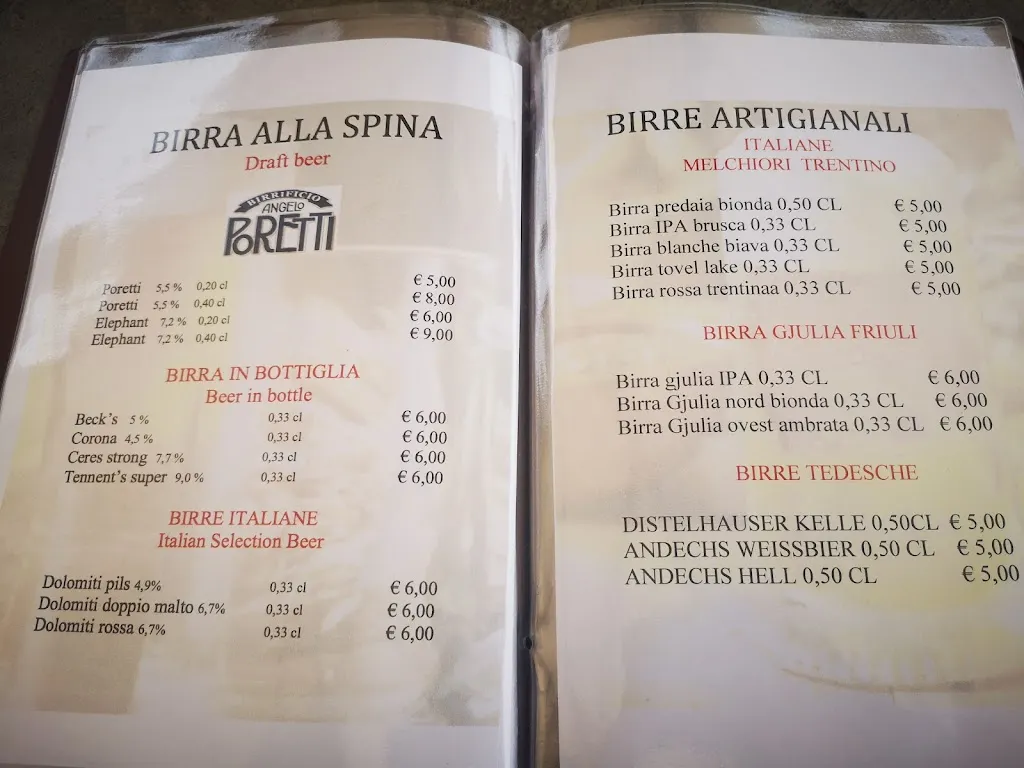 BIRRA ALLA SPINA
Draft beer
BIRRIFICIO
ANGELO
PORETTI
Poretti 5,5 % 0,20 cl € 5,00
Poretti 5,5 % 0,40 cl € 8,00
Elephant 7,2 % 0,20 cl € 6,00
Elephant 7,2 % 0,40 cl € 9,00
BIRRA IN BOTTIGLIA
Beer in bottle
Beck's 5 % 0,33 cl € 6,00
Corona 4,5 % 0,33 cl € 6,00
Ceres strong 7,7 % 0,33 cl € 6,00
Tennent's super 9,0 % 0,33 cl € 6,00
BIRRE ITALIANE
Italian Selection Beer
Dolomiti pils 4,9% 0,33 cl € 6,00
Dolomiti doppio malto 6,7% 0,33 cl € 6,00
Dolomiti rossa 6,7% 0,33 cl € 6,00
BIRRE ARTIGIANALI
ITALIANE
MELCHIORI TRENTINO
Birra predaia bionda 0,50 CL € 5,00
Birra IPA brusca 0,33 CL € 5,00
Birra blanche biava 0,33 CL € 5,00
Birra tovel lake 0,33 CL € 5,00
Birra rossa trentinaa 0,33 CL € 5,00
BIRRA GJULIA FRIULI
Birra gjulia IPA 0,33 CL € 6,00
Birra Gjulia nord bionda 0,33 CL € 6,00
Birra Gjulia ovest ambrata 0,33 CL € 6,00
BIRRE TEDESCHE
DISTELHAUSER KELLE 0,50CL € 5,00
ANDECHS WEISSBIER 0,50 CL € 5,00
ANDECHS HELL 0,50 CL € 5,00